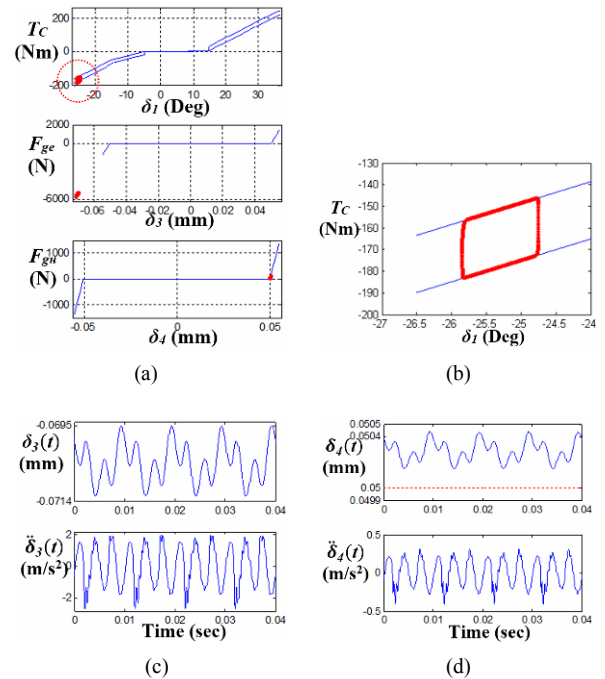 200
T_C
(Nm)
0
-200
-20 -10 0 10 20 30
δ_1 (Deg)
2000
F_ge
(N)
0
-6000
-0.06 -0.04 -0.02 0 0.02 0.04
δ_3 (mm)
1000
F_gu
(N)
0
-1000
-0.05 0 0.05
δ_4 (mm)
(a)
-130
-140
T_C
(Nm)
-150
-160
-170
-180
-190
-200
-27 -26.5 -26 -25.5 -25 -24.5 -24
δ_1 (Deg)
(b)
-0.0695
δ_3(t)
(mm)
-0.0714
0 0.01 0.02 0.03 0.04
2
δ̈_3(t)
(m/s²)
0
-2
0 0.01 0.02 0.03 0.04
Time (sec)
(c)
0.0505
0.0504
δ_4(t)
(mm)
0.05
0.0499
0 0.01 0.02 0.03 0.04
0.5
δ̈_4(t)
(m/s²)
0
-0.5
0 0.01 0.02 0.03 0.04
Time (sec)
(d)